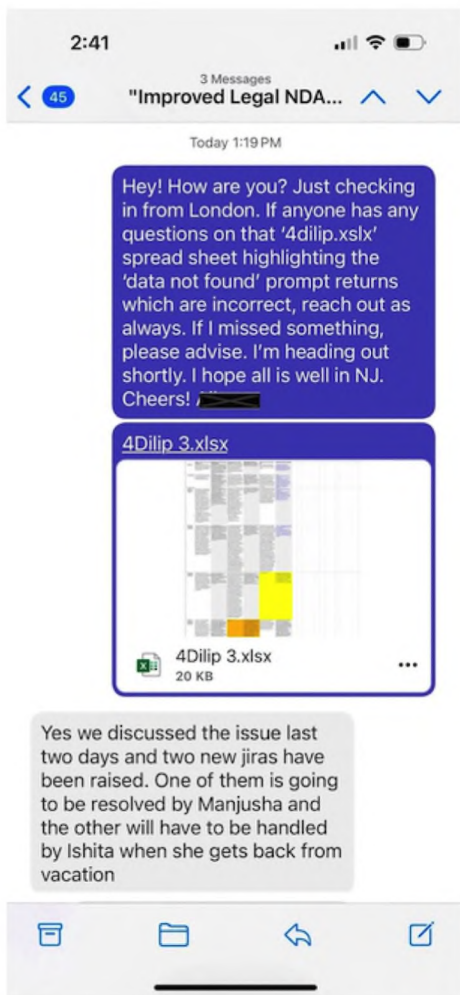 2:41
45
3 Messages
"Improved Legal NDA...
Today 1:19 PM
Hey! How are you? Just checking
in from London. If anyone has any
questions on that ‘4dilip.xslx’
spread sheet highlighting the
‘data not found’ prompt returns
which are incorrect, reach out as
always. If I missed something,
please advise. I’m heading out
shortly. I hope all is well in NJ.
Cheers!
4Dilip 3.xlsx
4Dilip 3.xlsx
20 KB
Yes we discussed the issue last
two days and two new jiras have
been raised. One of them is going
to be resolved by Manjusha and
the other will have to be handled
by Ishita when she gets back from
vacation